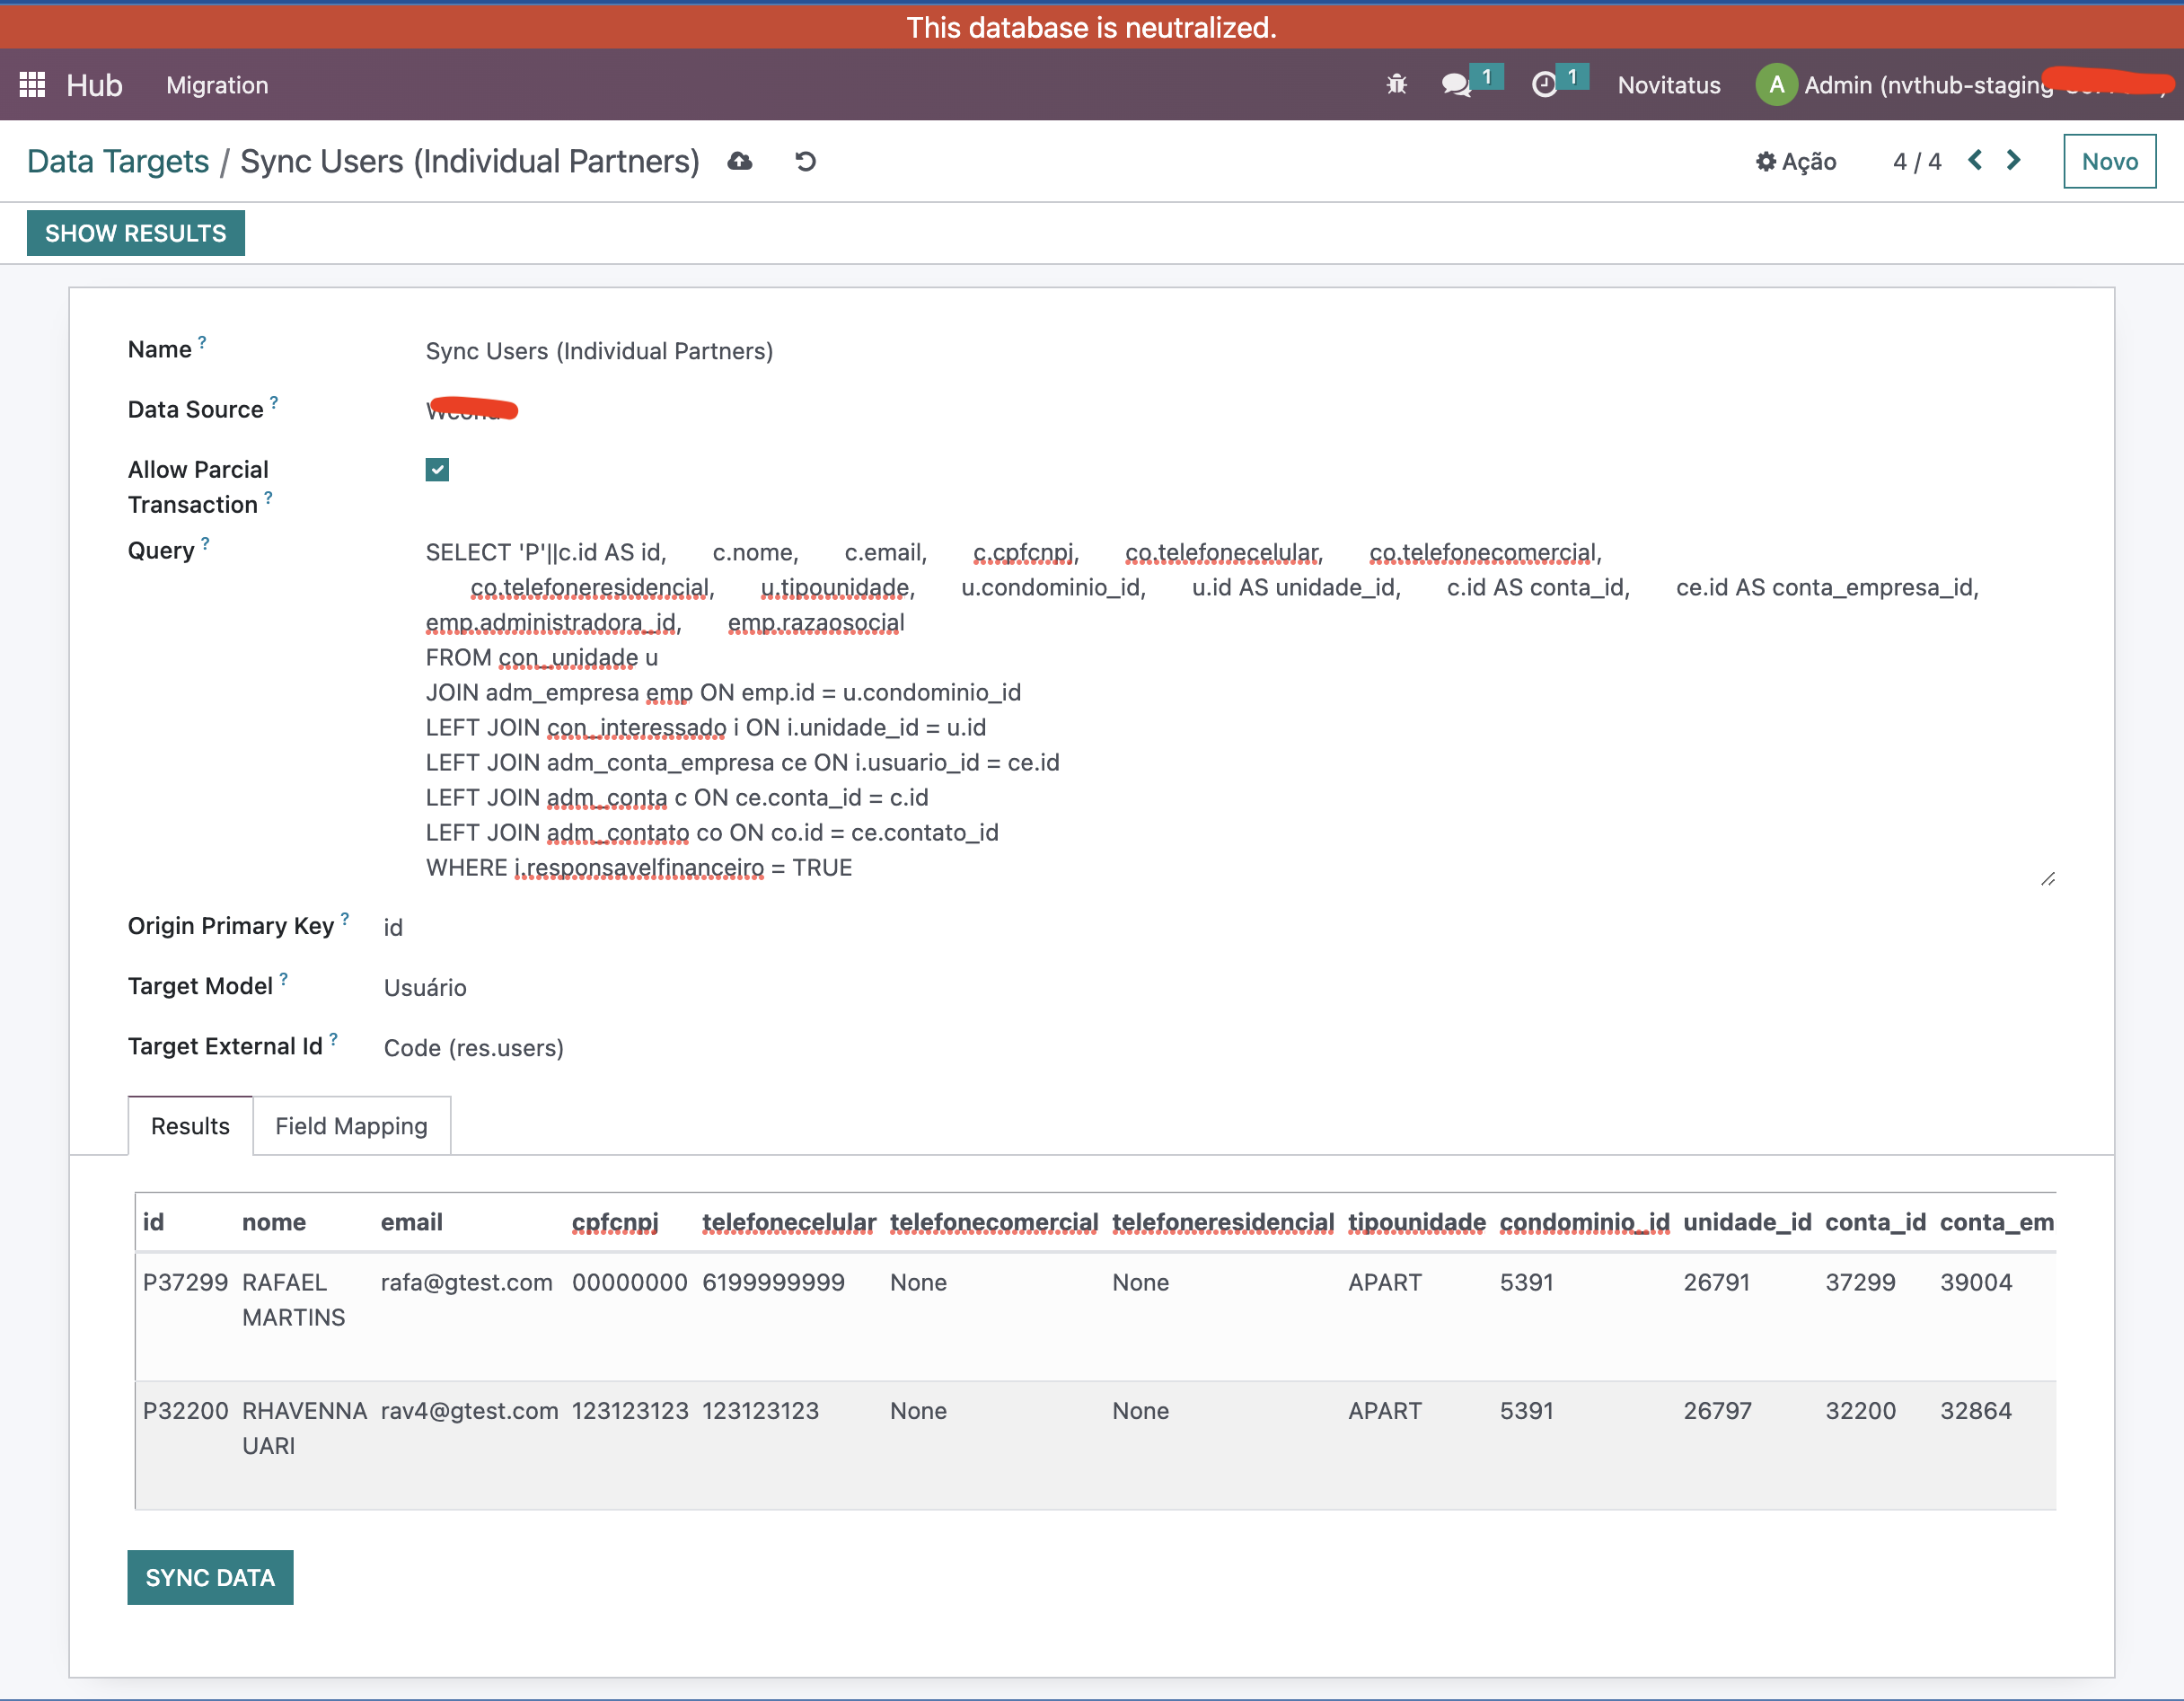 This database is neutralized.
Hub Migration 1 1 Novitatus A Admin (nvthub-staging
Data Targets / Sync Users (Individual Partners) Ação 4 / 4 Novo
SHOW RESULTS
Name ? Sync Users (Individual Partners)
Data Source ?
Allow Parcial
Transaction ?
Query ? SELECT 'P'||c.id AS id, c.nome, c.email, c.cpfcnpj, co.telefonecelular, co.telefonecomercial,
co.telefoneresidencial, u.tipounidade, u.condominio_id, u.id AS unidade_id, c.id AS conta_id, ce.id AS conta_empresa_id,
emp.administradora_id, emp.razaosocial
FROM con_unidade u
JOIN adm_empresa emp ON emp.id = u.condominio_id
LEFT JOIN con_interessado i ON i.unidade_id = u.id
LEFT JOIN adm_conta_empresa ce ON i.usuario_id = ce.id
LEFT JOIN adm_conta c ON ce.conta_id = c.id
LEFT JOIN adm_contato co ON co.id = ce.contato_id
WHERE i.responsavelfinanceiro = TRUE
Origin Primary Key ? id
Target Model ? Usuário
Target External Id ? Code (res.users)
Results Field Mapping
id nome email cpfcnpj telefonecelular telefonecomercial telefoneresidencial tipounidade condominio_id unidade_id conta_id conta_em
P37299 RAFAEL rafa@gtest.com 00000000 6199999999 None None APART 5391 26791 37299 39004
MARTINS
P32200 RHAVENNA rav4@gtest.com 123123123 123123123 None None APART 5391 26797 32200 32864
UARI
SYNC DATA